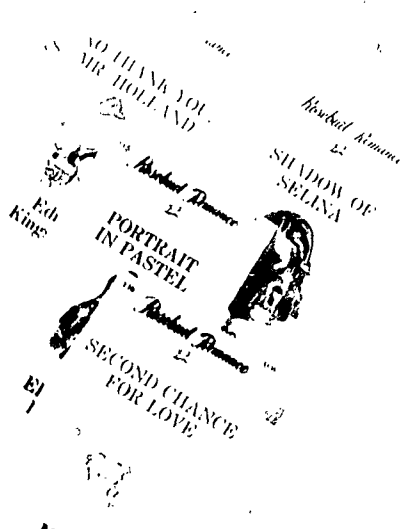 NO THANK YOU
MR HOLLAND
Rosebud Romance
SHADOW OF
SELINA
Rosebud Romance
PORTRAIT
IN PASTEL
Rosebud Romance
SECOND CHANCE
FOR LOVE